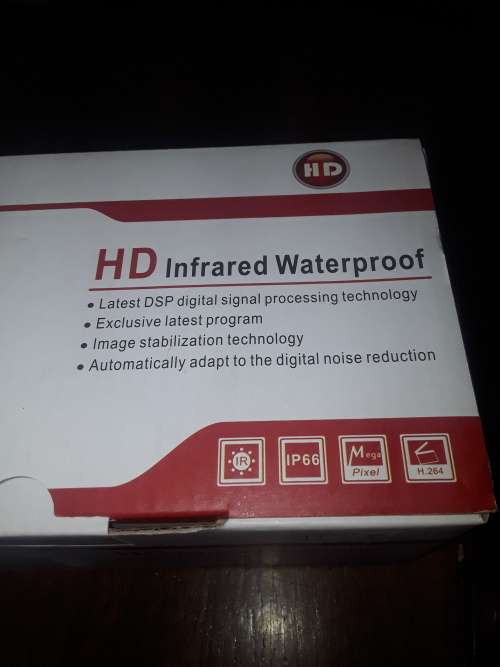 HD
HD Infrared Waterproof
• Latest DSP digital signal processing technology
• Exclusive latest program
• Image stabilization technology
• Automatically adapt to the digital noise reduction
IR
IP66
Mega
Pixel
H.264